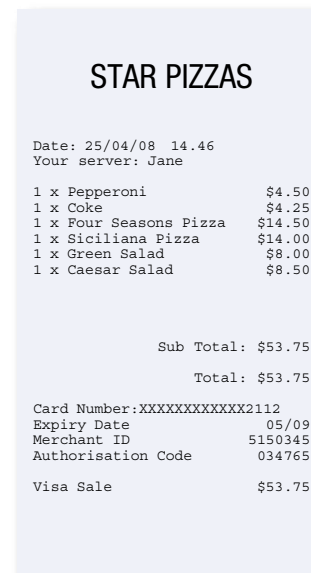 STAR PIZZAS
Date: 25/04/08 14.46
Your server: Jane
1 x Pepperoni $4.50
1 x Coke $4.25
1 x Four Seasons Pizza $14.50
1 x Siciliana Pizza $14.00
1 x Green Salad $8.00
1 x Caesar Salad $8.50
Sub Total: $53.75
Total: $53.75
Card Number:XXXXXXXXXXXX2112
Expiry Date 05/09
Merchant ID 5150345
Authorisation Code 034765
Visa Sale $53.75